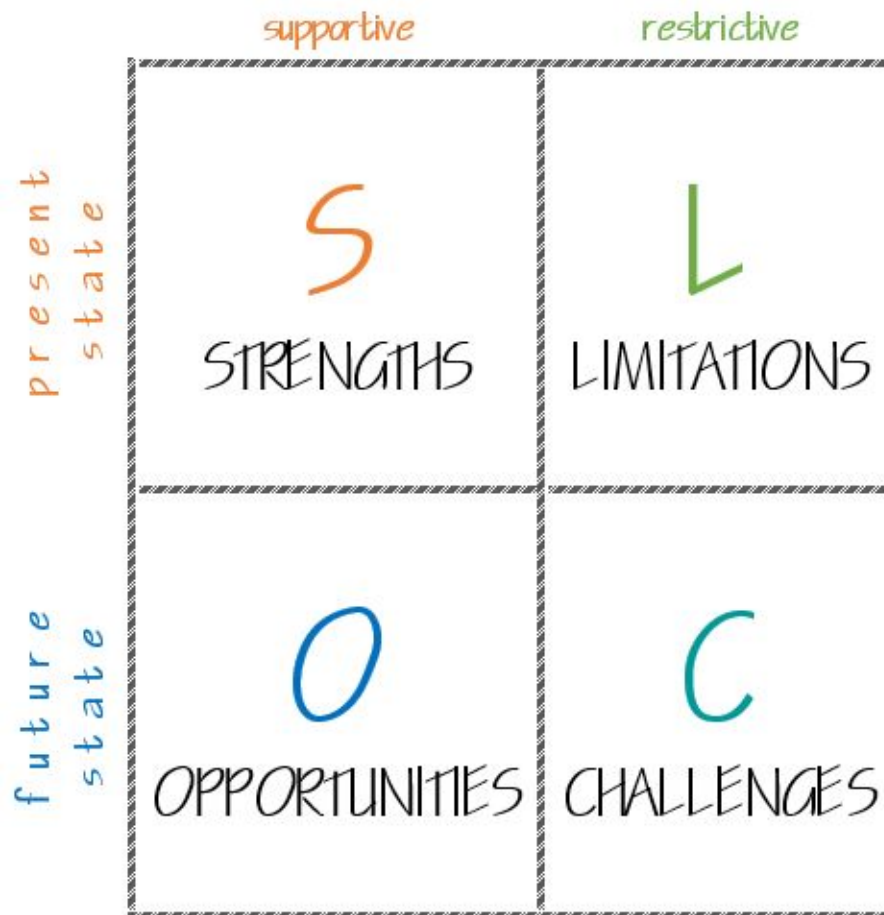 supportive restrictive
present
state
S L
STRENGTHS LIMITATIONS
future
state
O C
OPPORTUNITIES CHALLENGES